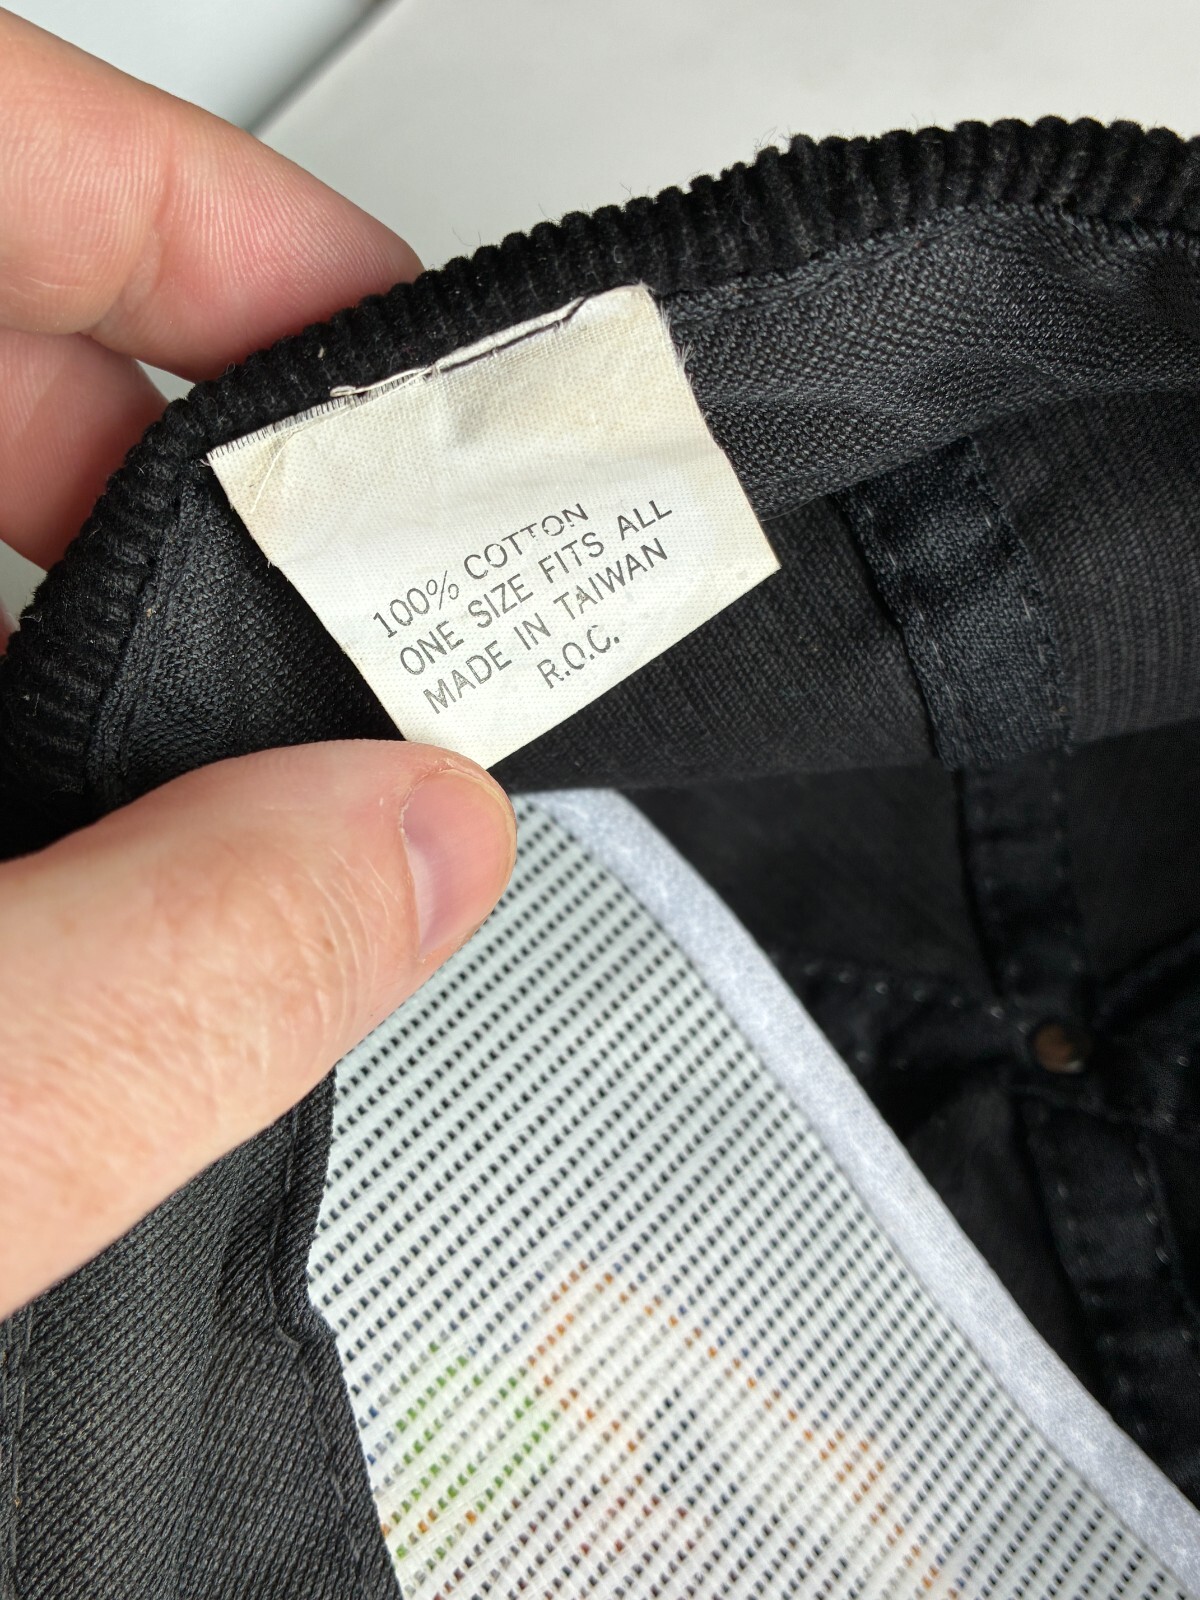 100% COTTON
ONE SIZE FITS ALL
MADE IN TAIWAN
R.O.C.